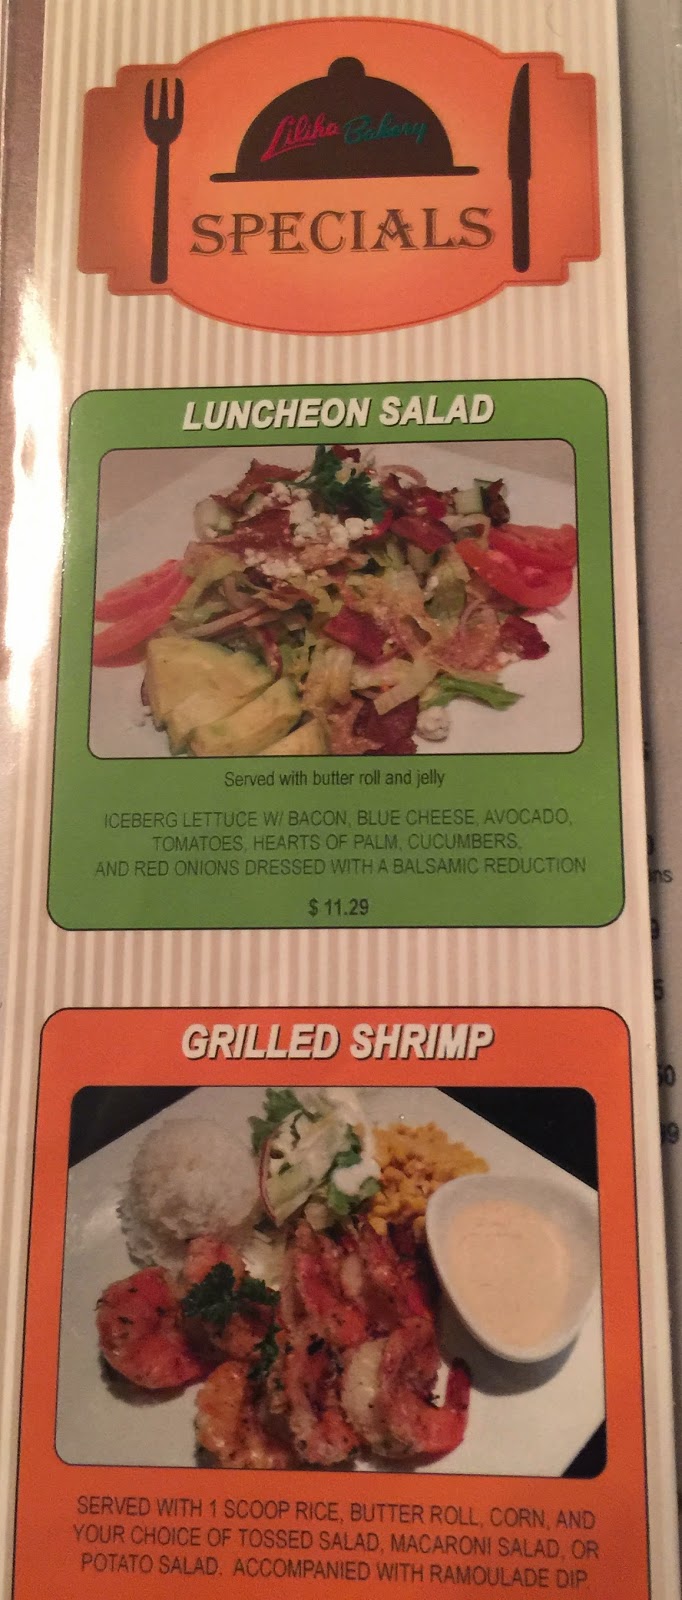 Liliha Bakery
SPECIALS
LUNCHEON SALAD
Served with butter roll and jelly
ICEBERG LETTUCE W/ BACON, BLUE CHEESE, AVOCADO,
TOMATOES, HEARTS OF PALM, CUCUMBERS,
AND RED ONIONS DRESSED WITH A BALSAMIC REDUCTION
$ 11.29
GRILLED SHRIMP
SERVED WITH 1 SCOOP RICE, BUTTER ROLL, CORN, AND
YOUR CHOICE OF TOSSED SALAD, MACARONI SALAD, OR
POTATO SALAD. ACCOMPANIED WITH RAMOULADE DIP.